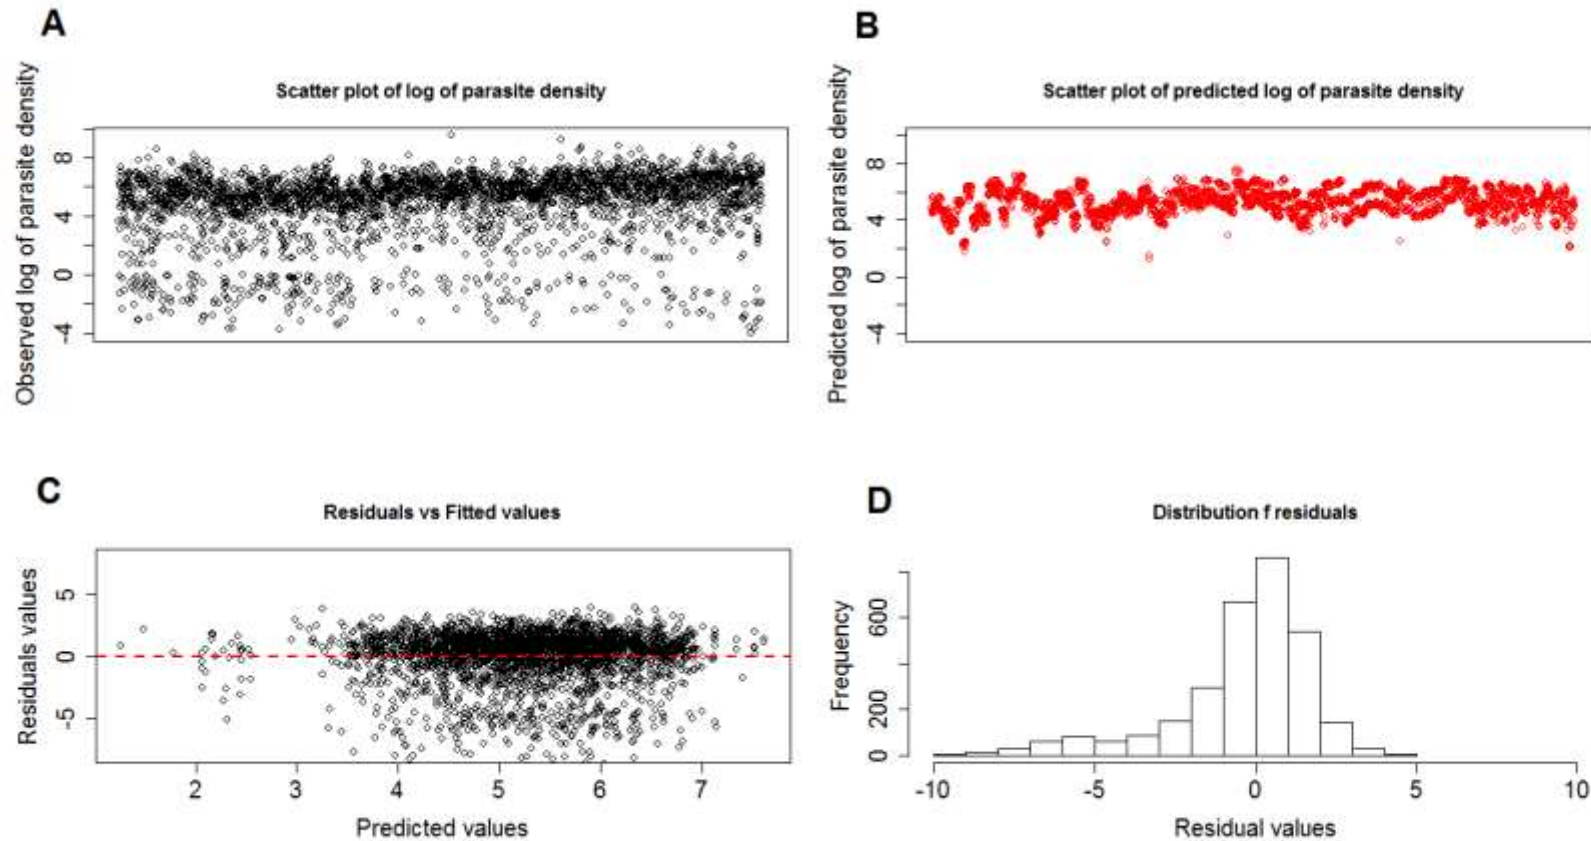 A
Scatter plot of log of parasite density
Observed log of parasite density
8
4
0
-4
B
Scatter plot of predicted log of parasite density
Predicted log of parasite density
8
4
0
-4
C
Residuals vs Fitted values
Residuals values
5
0
-5
2 3 4 5 6 7
Predicted values
D
Distribution f residuals
Frequency
600
200
0
-10 -5 0 5 10
Residual values